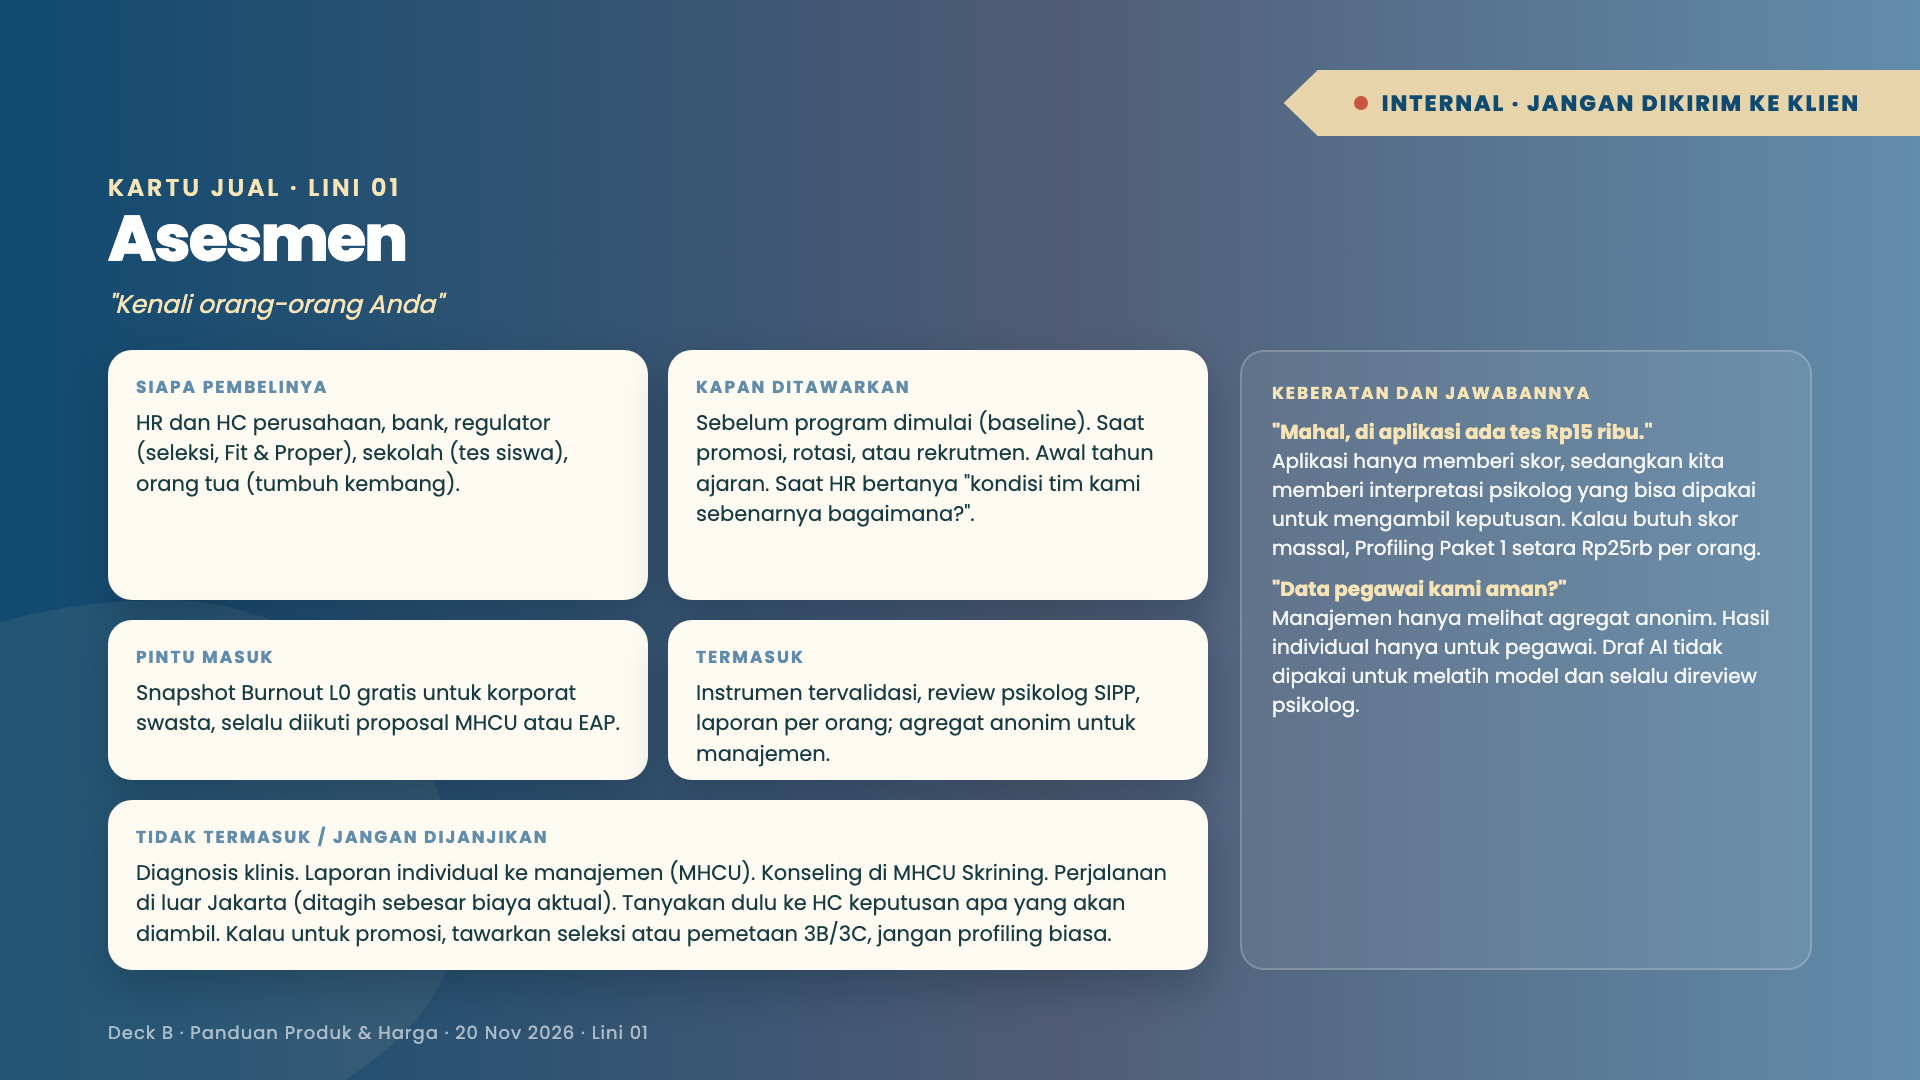 INTERNAL · JANGAN DIKIRIM KE KLIEN
KARTU JUAL · LINI 01
Asesmen
"Kenali orang-orang Anda"
SIAPA PEMBELINYA
HR dan HC perusahaan, bank, regulator
(seleksi, Fit & Proper), sekolah (tes siswa),
orang tua (tumbuh kembang).
KAPAN DITAWARKAN
Sebelum program dimulai (baseline). Saat
promosi, rotasi, atau rekrutmen. Awal tahun
ajaran. Saat HR bertanya "kondisi tim kami
sebenarnya bagaimana?".
PINTU MASUK
Snapshot Burnout L0 gratis untuk korporat
swasta, selalu diikuti proposal MHCU atau EAP.
TERMASUK
Instrumen tervalidasi, review psikolog SIPP,
laporan per orang; agregat anonim untuk
manajemen.
TIDAK TERMASUK / JANGAN DIJANJIKAN
Diagnosis klinis. Laporan individual ke manajemen (MHCU). Konseling di MHCU Skrining. Perjalanan
di luar Jakarta (ditagih sebesar biaya aktual). Tanyakan dulu ke HC keputusan apa yang akan
diambil. Kalau untuk promosi, tawarkan seleksi atau pemetaan 3B/3C, jangan profiling biasa.
KEBERATAN DAN JAWABANNYA
"Mahal, di aplikasi ada tes Rp15 ribu."
Aplikasi hanya memberi skor, sedangkan kita
memberi interpretasi psikolog yang bisa dipakai
untuk mengambil keputusan. Kalau butuh skor
massal, Profiling Paket 1 setara Rp25rb per orang.
"Data pegawai kami aman?"
Manajemen hanya melihat agregat anonim. Hasil
individual hanya untuk pegawai. Draf AI tidak
dipakai untuk melatih model dan selalu direview
psikolog.
Deck B · Panduan Produk & Harga · 20 Nov 2026 · Lini 01